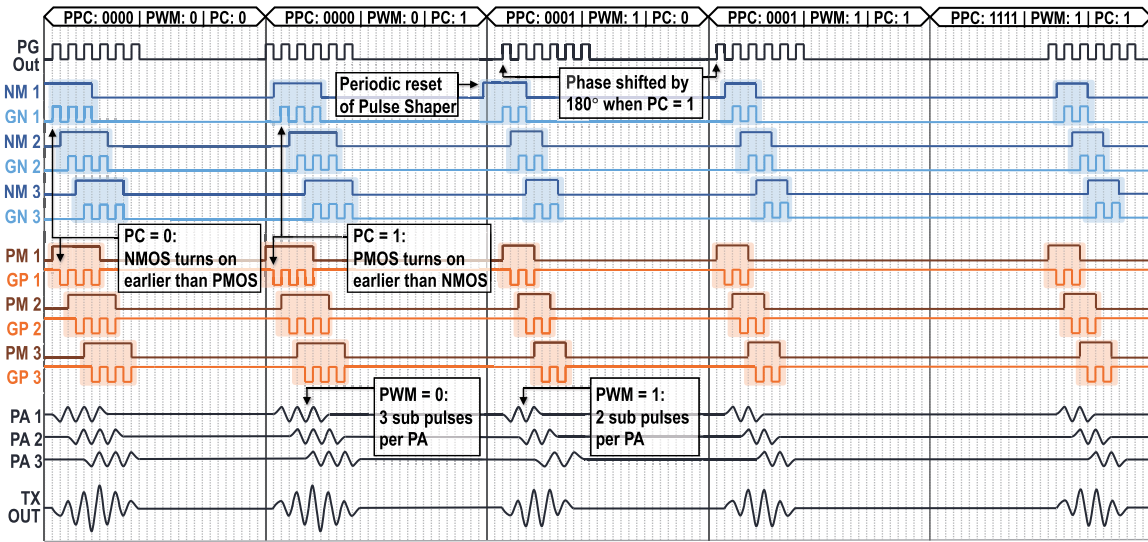 PPC: 0000 | PWM: 0 | PC: 0
PPC: 0000 | PWM: 0 | PC: 1
PPC: 0001 | PWM: 1 | PC: 0
PPC: 0001 | PWM: 1 | PC: 1
PPC: 1111 | PWM: 1 | PC: 1
PG
Out
NM 1
GN 1
NM 2
GN 2
NM 3
GN 3
Periodic reset
of Pulse Shaper
Phase shifted by
180° when PC = 1
PC = 0:
NMOS turns on
earlier than PMOS
PC = 1:
PMOS turns on
earlier than NMOS
PM 1
GP 1
PM 2
GP 2
PM 3
GP 3
PWM = 0:
3 sub pulses
per PA
PWM = 1:
2 sub pulses
per PA
PA 1
PA 2
PA 3
TX
OUT